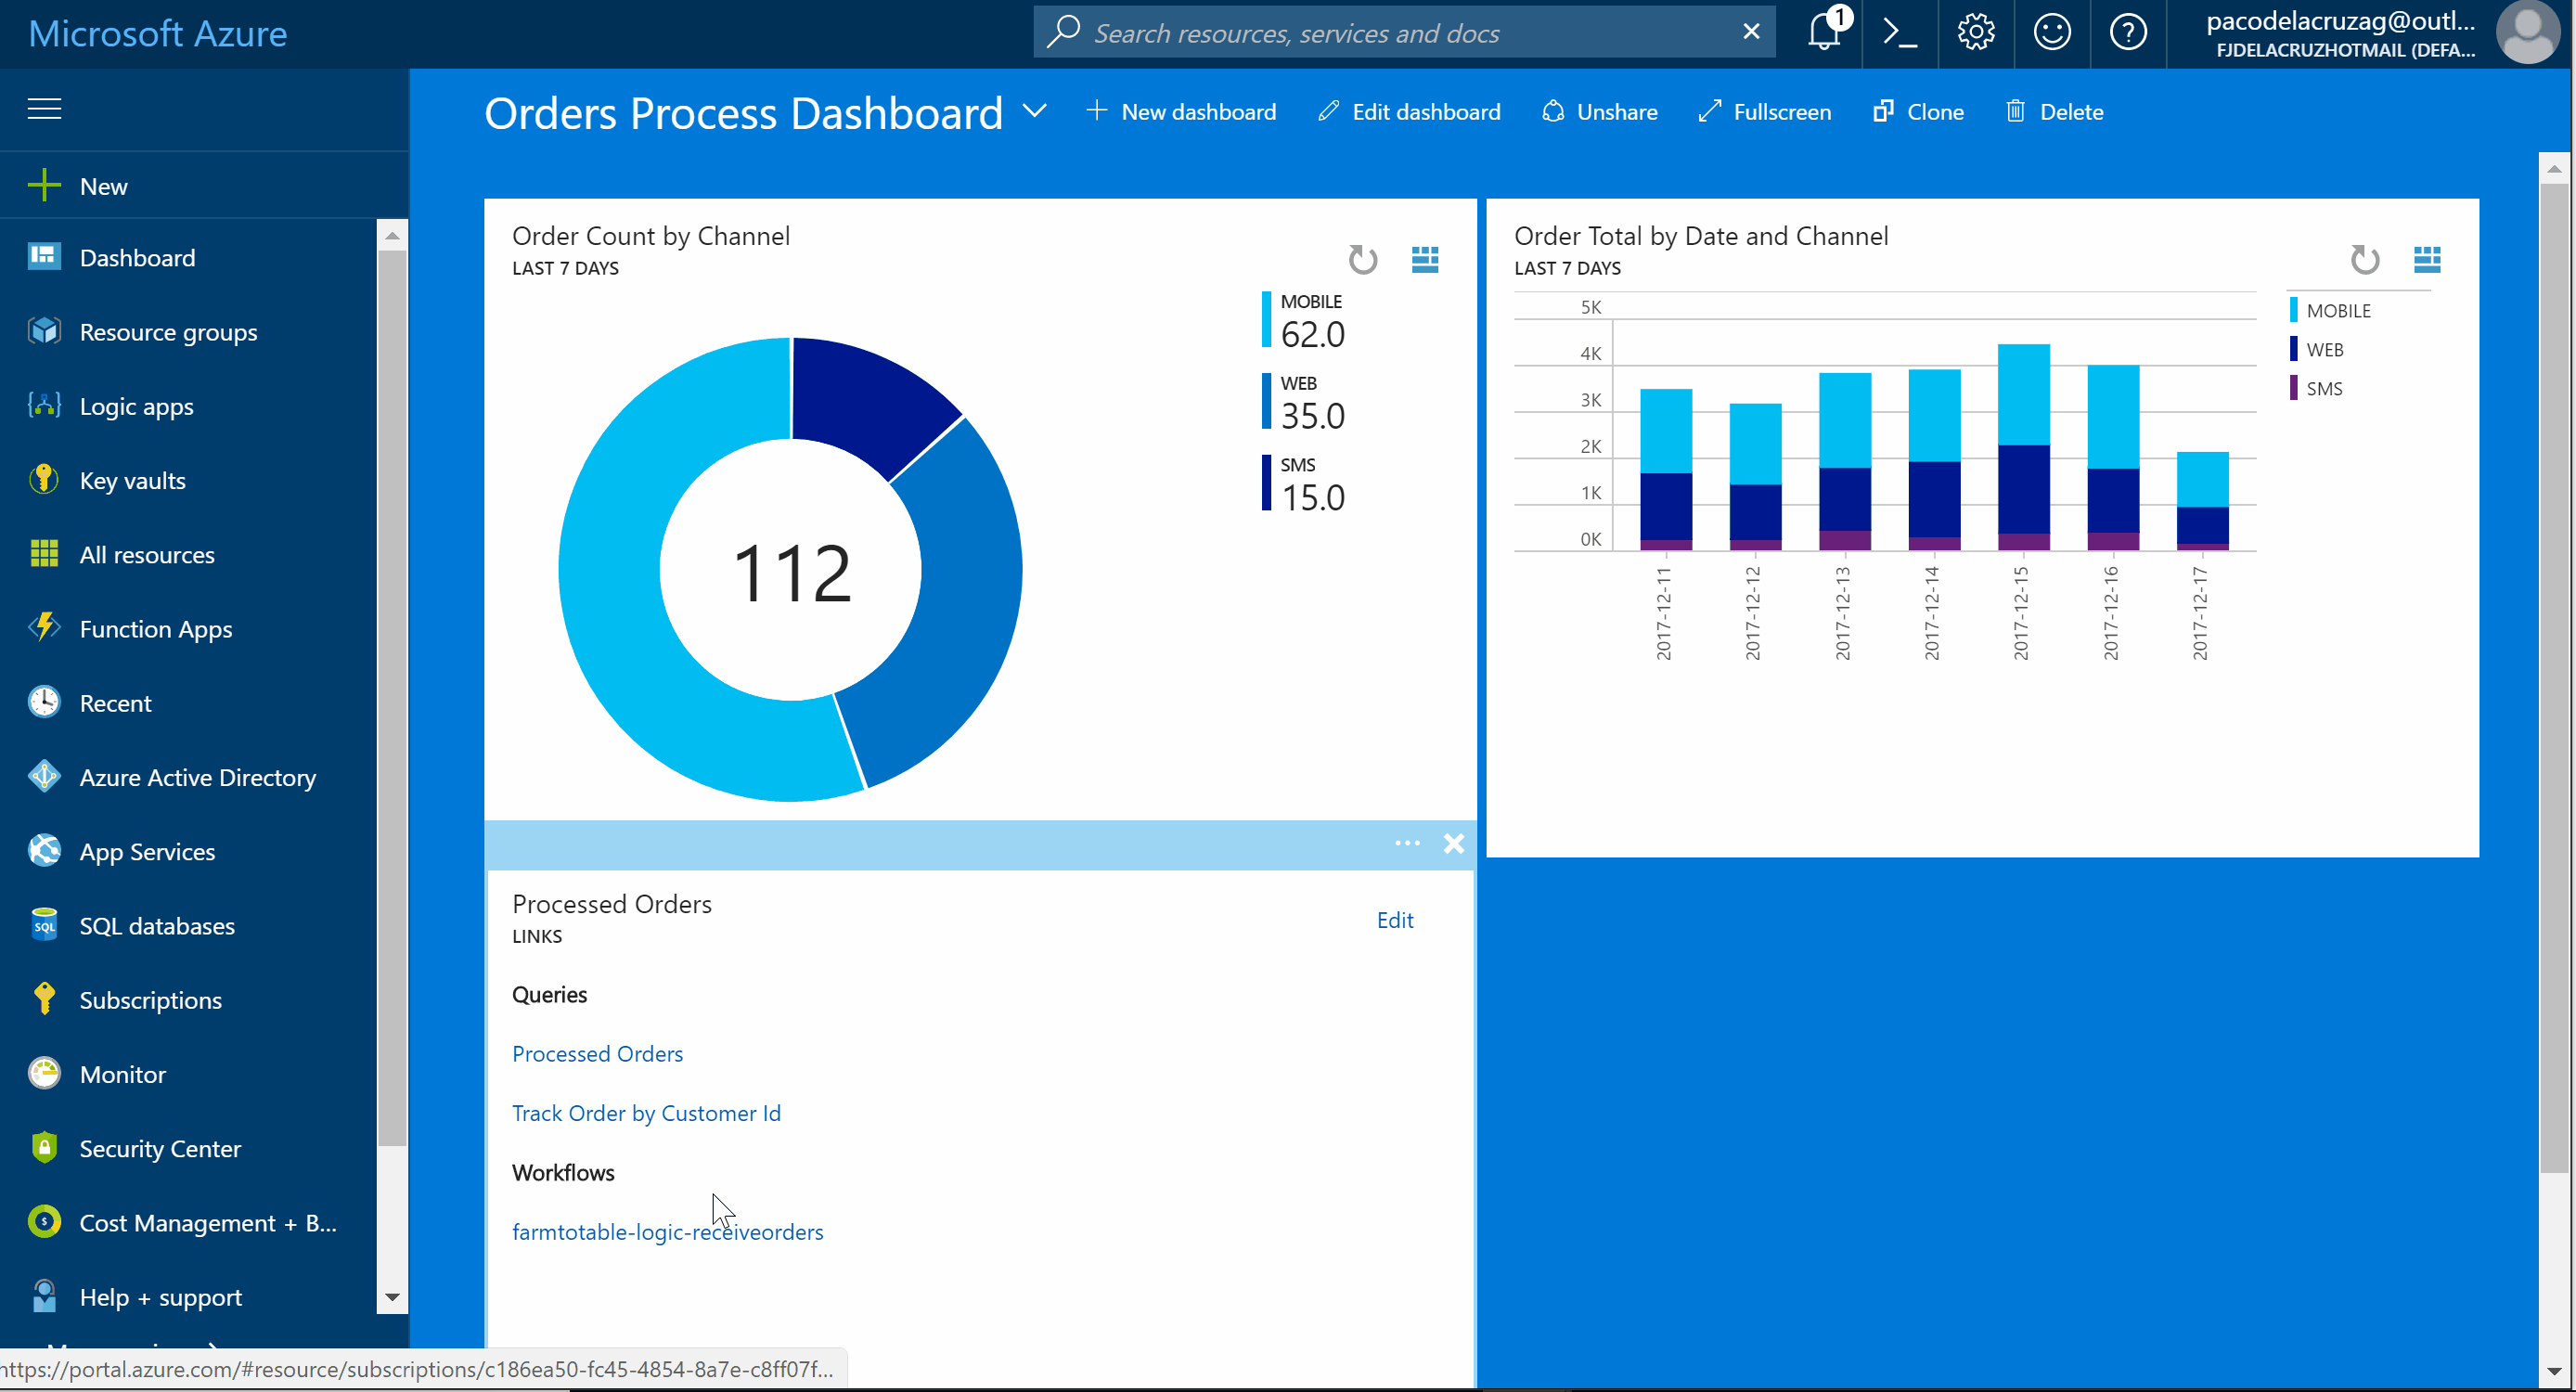 Microsoft Azure
Search resources, services and docs
1
pacodelacruzag@outl...
FJDELACRUZHOTMAIL (DEFA...
Orders Process Dashboard
New dashboard
Edit dashboard
Unshare
Fullscreen
Clone
Delete
New
Dashboard
Resource groups
Logic apps
Key vaults
All resources
Function Apps
Recent
Azure Active Directory
App Services
SQL
SQL databases
Subscriptions
Monitor
Security Center
Cost Management + B...
Help + support
Order Count by Channel
LAST 7 DAYS
MOBILE
62.0
WEB
35.0
SMS
15.0
112
Order Total by Date and Channel
LAST 7 DAYS
5K
4K
3K
2K
1K
0K
2017-12-11
2017-12-12
2017-12-13
2017-12-14
2017-12-15
2017-12-16
2017-12-17
MOBILE
WEB
SMS
Processed Orders
LINKS
Edit
Queries
Processed Orders
Track Order by Customer Id
Workflows
farmtotable-logic-receiveorders
https://portal.azure.com/#resource/subscriptions/c186ea50-fc45-4854-8a7e-c8ff07f...